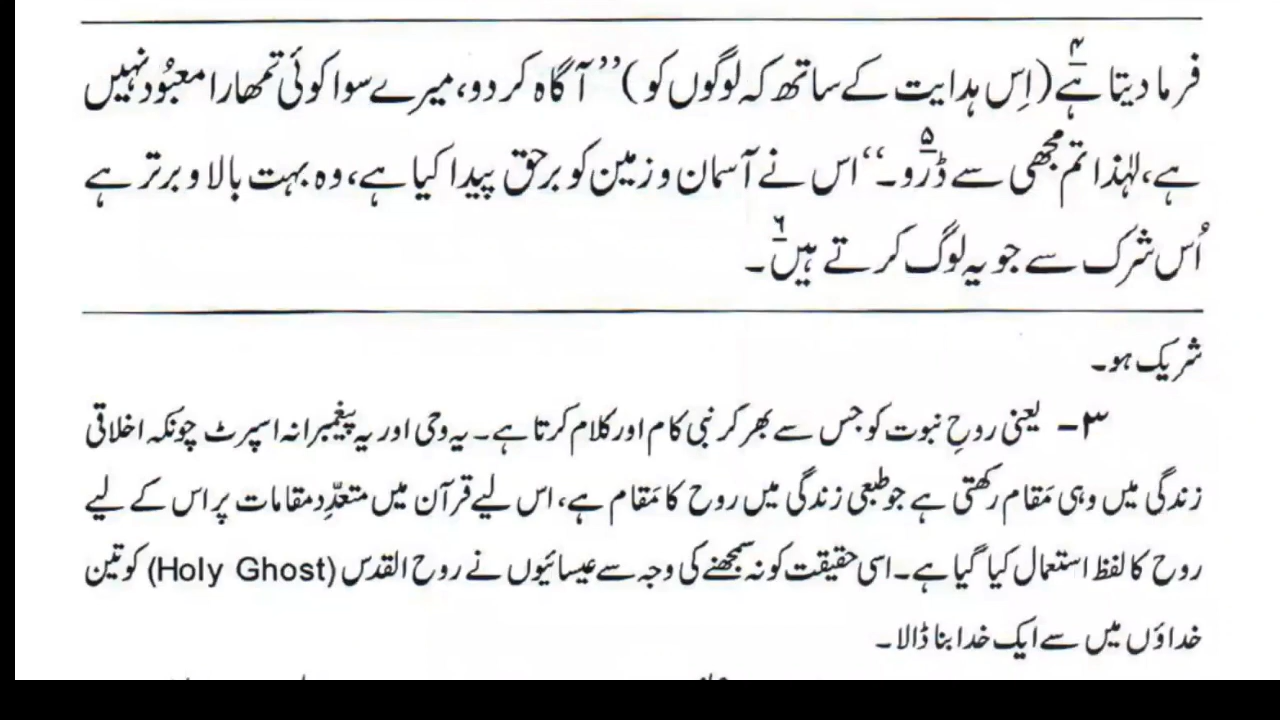 فرما دیتا ہے۴ (اِس ہدایت کے ساتھ کہ لوگوں کو) ’’آگاہ کر دو، میرے سوا کوئی تمھارا معبُود نہیں
ہے، لہٰذا تم مجھی سے ڈرو۔۵‘‘ اس نے آسمان و زمین کو برحق پیدا کیا ہے، وہ بہت بالا و برتر ہے
اُس شرک سے جو یہ لوگ کرتے ہیں۶۔
شریک ہو۔
۳- یعنی روحِ نبوت کو جس سے بھر کر نبی کام اور کلام کرتا ہے۔ یہ وحی اور یہ پیغمبرانہ اسپرٹ چونکہ اخلاقی
زندگی میں وہی مَقام رکھتی ہے جو طبعی زندگی میں روح کا مَقام ہے، اس لیے قرآن میں متعدِّد مقامات پر اس کے لیے
روح کا لفظ استعمال کیا گیا ہے۔ اسی حقیقت کو نہ سمجھنے کی وجہ سے عیسائیوں نے روح القدس (Holy Ghost) کو تین
خداؤں میں سے ایک خدا بنا ڈالا۔